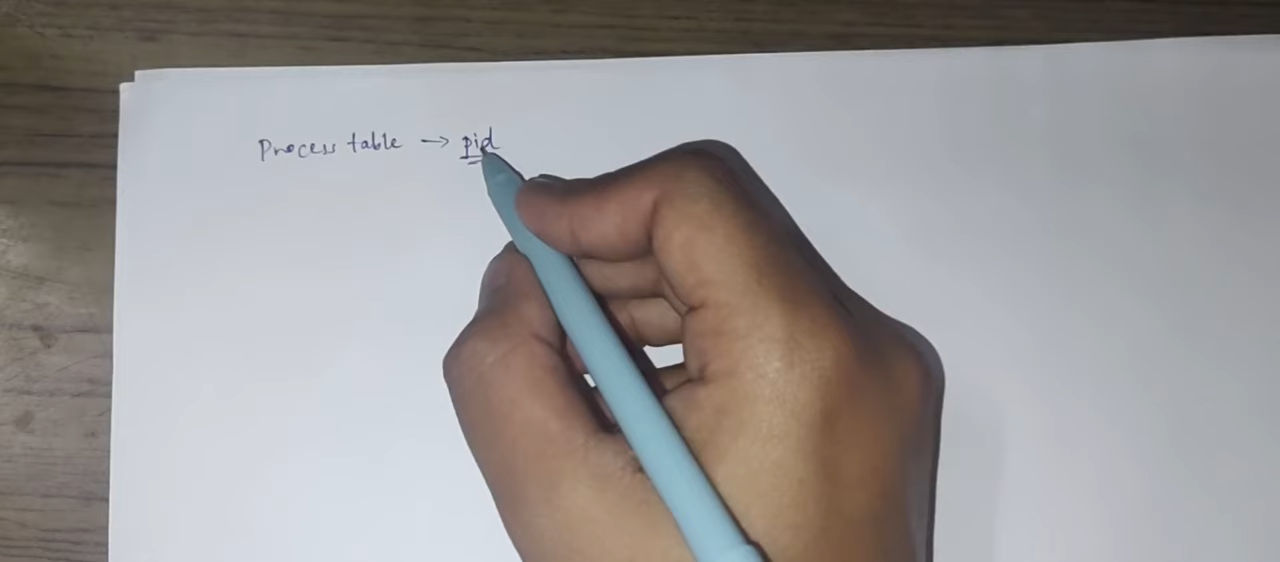 Process table → pid